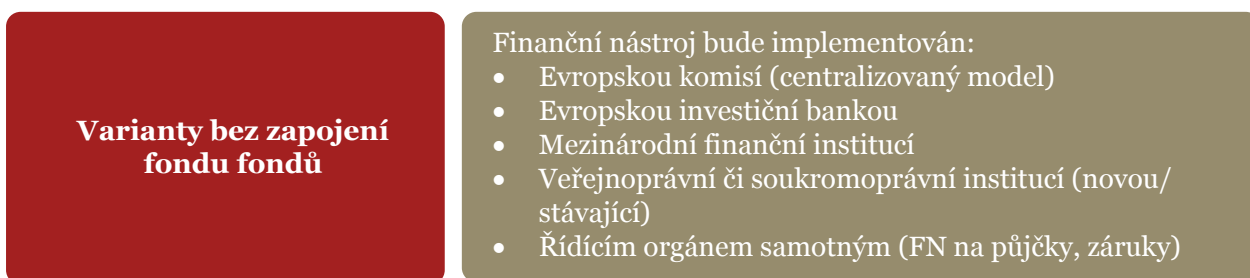 Varianty bez zapojení
fondu fondů
Finanční nástroj bude implementován:
• Evropskou komisí (centralizovaný model)
• Evropskou investiční bankou
• Mezinárodní finanční institucí
• Veřejnoprávní či soukromoprávní institucí (novou/
stávající)
• Řídícím orgánem samotným (FN na půjčky, záruky)